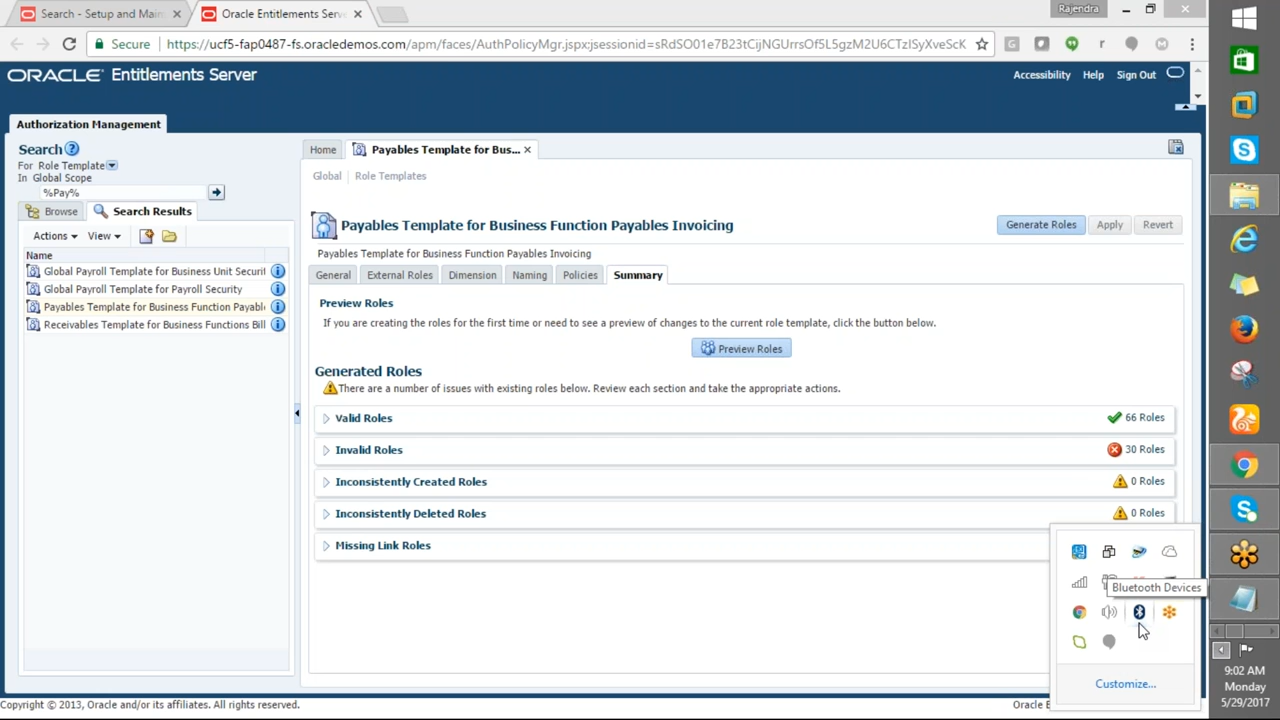 Search - Setup and Main
Oracle Entitlements Serve
Rajendra
Secure
https://ucf5-fap0487-fs.oracledemos.com/apm/faces/AuthPolicyMgr.jspx;jsessionid=sRdSO01e7B23tCijNGUrrsOf5L5gzM2U6CTzlSyXveScK
ORACLE Entitlements Server
Accessibility Help Sign Out
Authorization Management
Search
For Role Template
In Global Scope
%Pay%
Browse Search Results
Actions View
Name
Global Payroll Template for Business Unit Securit
Global Payroll Template for Payroll Security
Payables Template for Business Function Payabl
Receivables Template for Business Functions Bill
Home Payables Template for Bus...
Global Role Templates
Payables Template for Business Function Payables Invoicing
Generate Roles Apply Revert
Payables Template for Business Function Payables Invoicing
General External Roles Dimension Naming Policies Summary
Preview Roles
If you are creating the roles for the first time or need to see a preview of changes to the current role template, click the button below.
Preview Roles
Generated Roles
There are a number of issues with existing roles below. Review each section and take the appropriate actions.
Valid Roles 66 Roles
Invalid Roles 30 Roles
Inconsistently Created Roles 0 Roles
Inconsistently Deleted Roles 0 Roles
Missing Link Roles
Bluetooth Devices
Customize...
Copyright © 2013, Oracle and/or its affiliates. All rights reserved.
Oracle
9:02 AM
Monday
5/29/2017